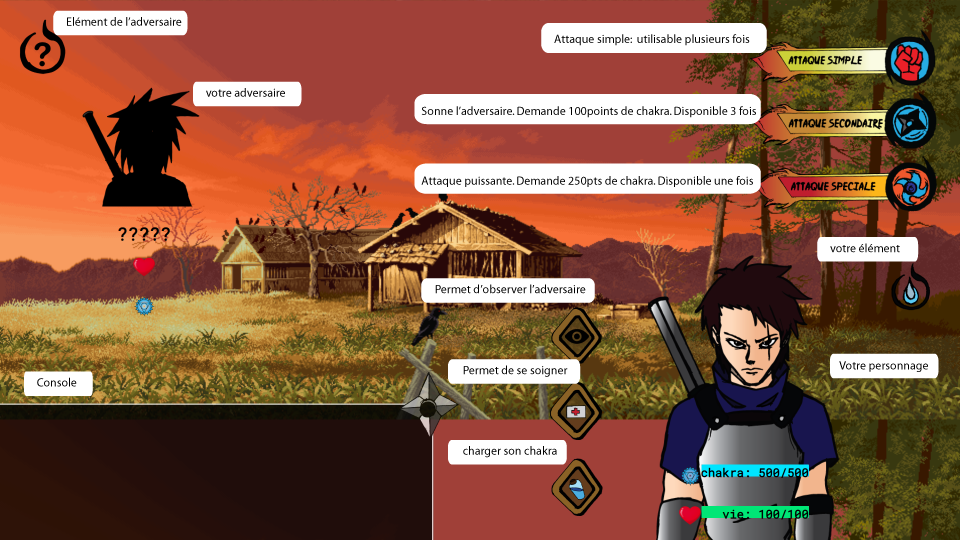 Elément de l'adversaire
?
votre adversaire
?????
Attaque simple: utilisable plusieurs fois
ATTAQUE SIMPLE
Sonne l'adversaire. Demande 100points de chakra. Disponible 3 fois
ATTAQUE SECONDAIRE
Attaque puissante. Demande 250pts de chakra. Disponible une fois
ATTAQUE SPECIALE
votre élément
Permet d'observer l'adversaire
Votre personnage
Permet de se soigner
Console
charger son chakra
chakra: 500/500
vie: 100/100